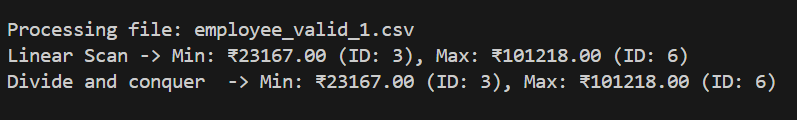 Processing file: employee_valid_1.csv
Linear Scan -> Min: ₹23167.00 (ID: 3), Max: ₹101218.00 (ID: 6)
Divide and conquer  -> Min: ₹23167.00 (ID: 3), Max: ₹101218.00 (ID: 6)